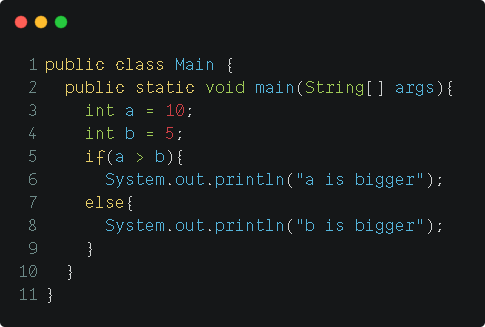 1 public class Main {
2 public static void main(String[] args){
3 int a = 10;
4 int b = 5;
5 if(a > b){
6 System.out.println("a is bigger");
7 else{
8 System.out.println("b is bigger");
9 }
10 }
11 }